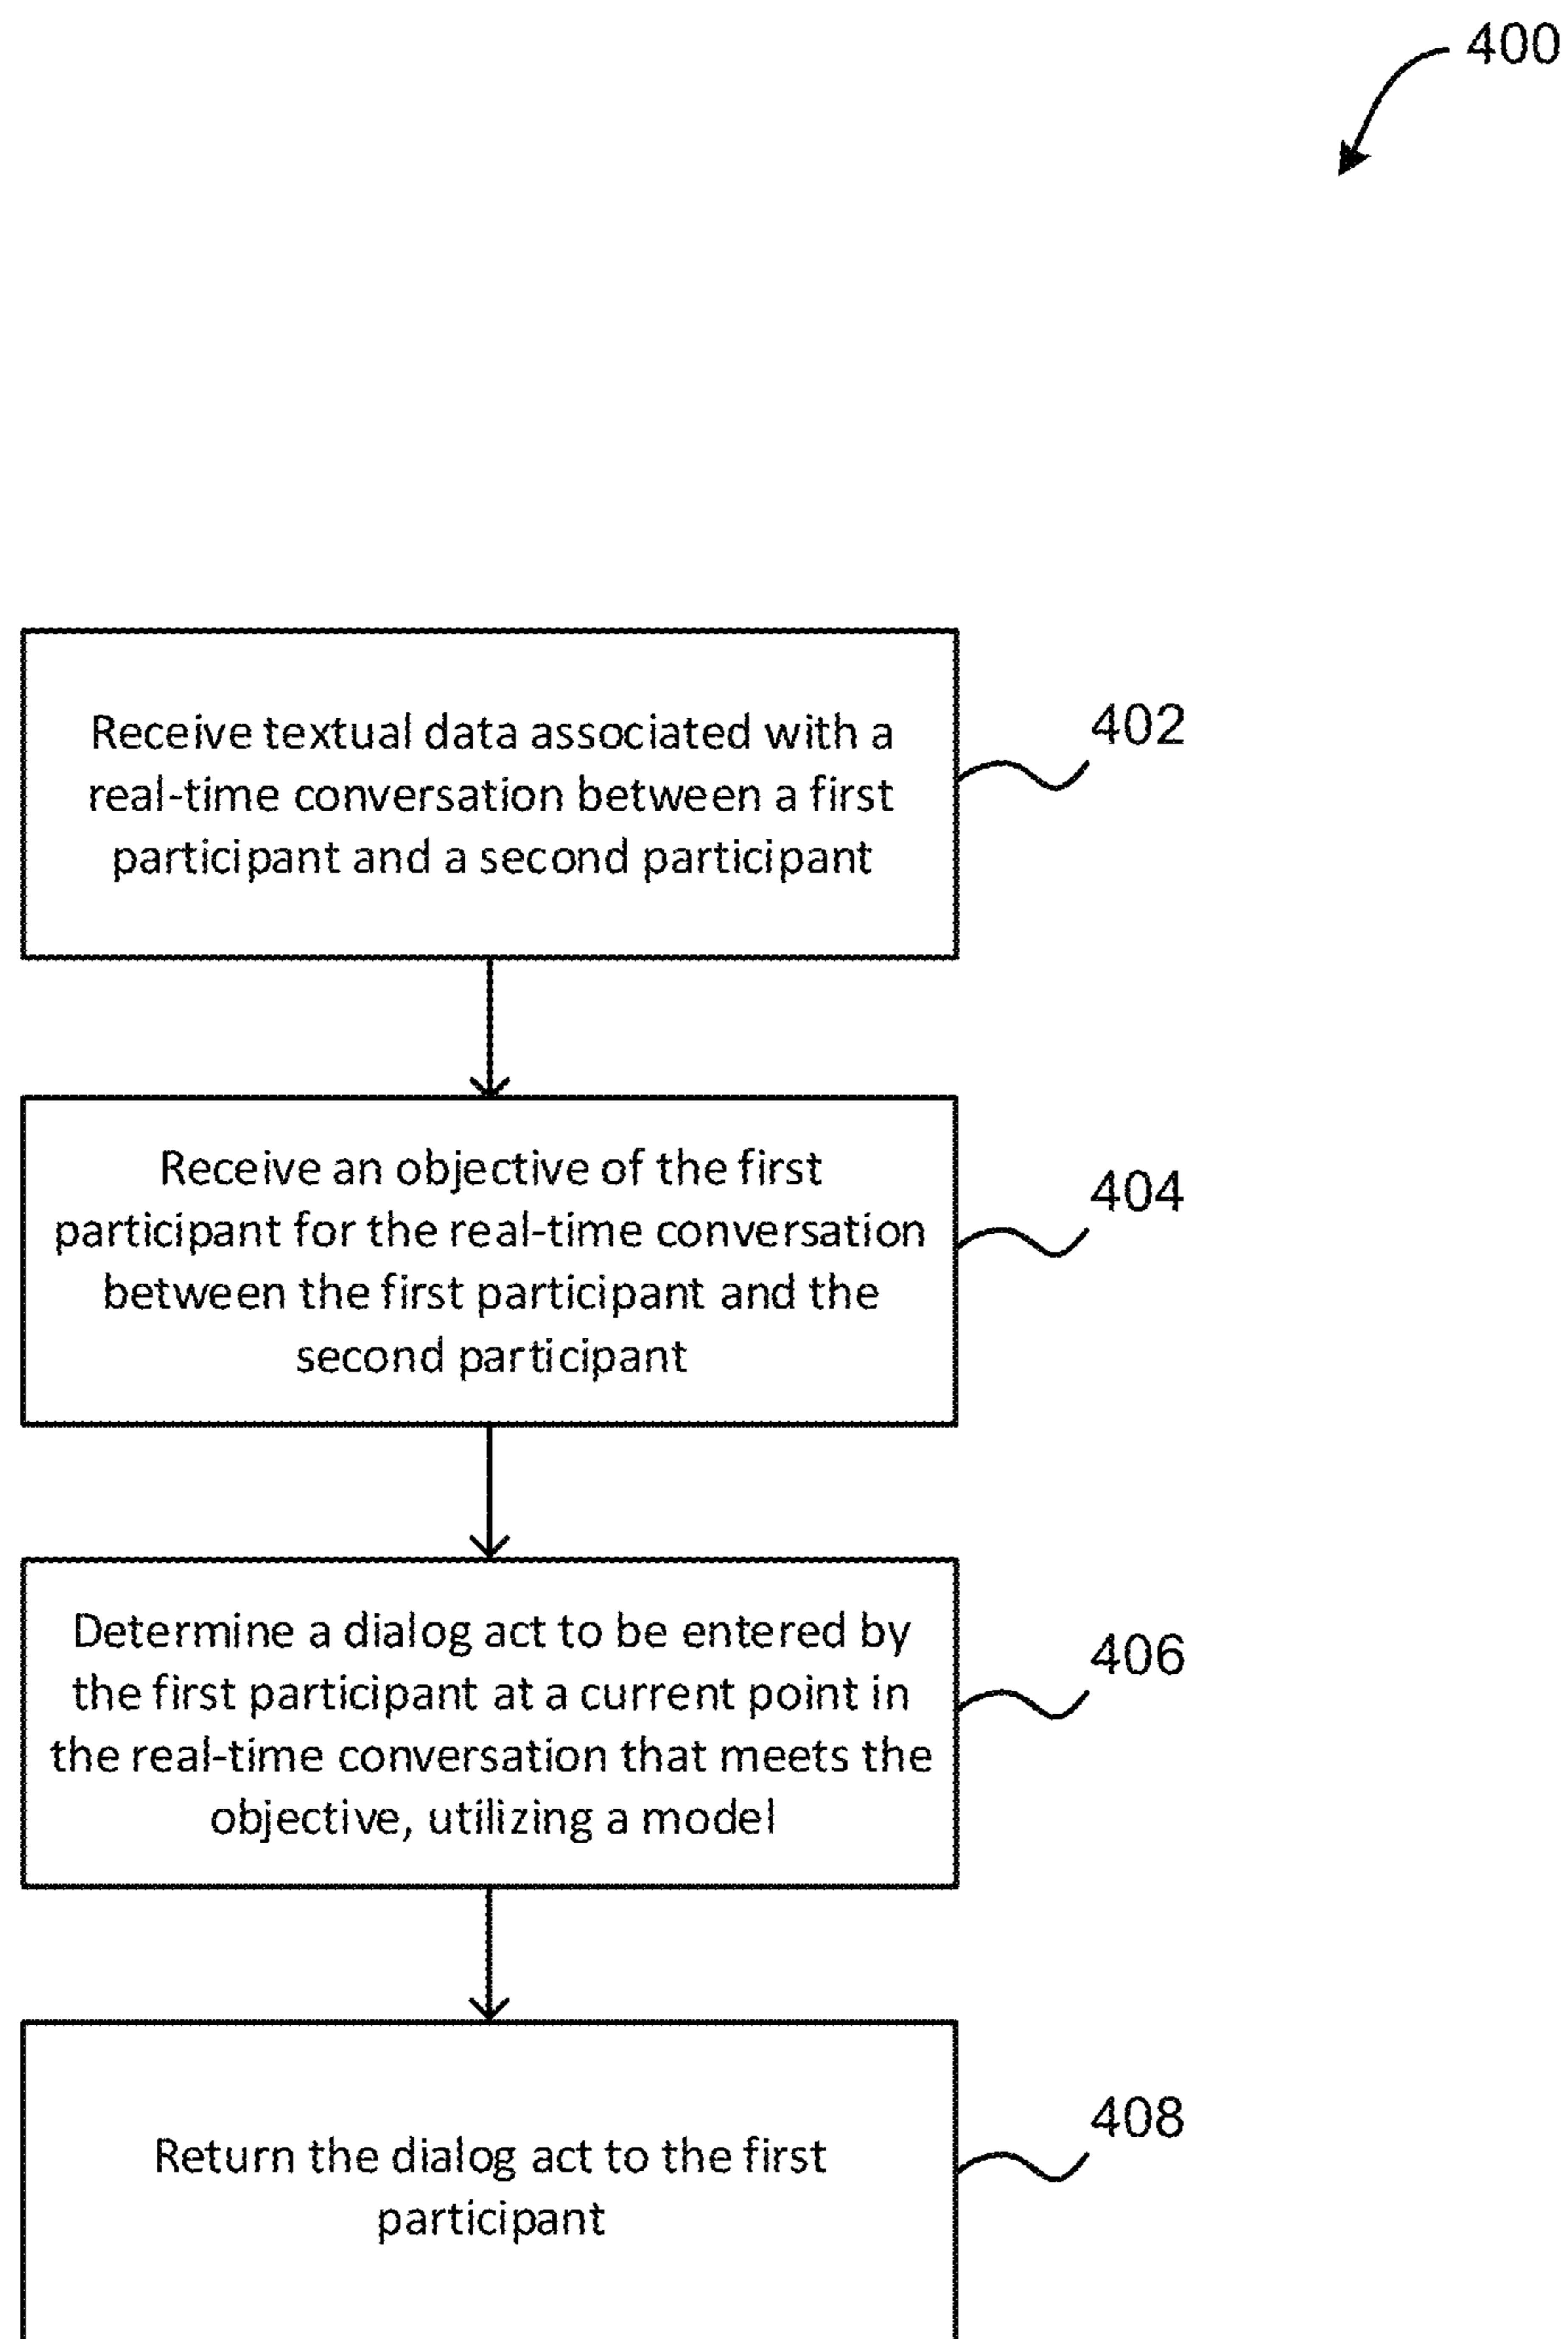 400
Receive textual data associated with a
real-time conversation between a first
participant and a second participant
402
Receive an objective of the first
participant for the real-time conversation
between the first participant and the
second participant
404
Determine a dialog act to be entered by
the first participant at a current point in
the real-time conversation that meets the
objective, utilizing a model
406
Return the dialog act to the first
participant
408